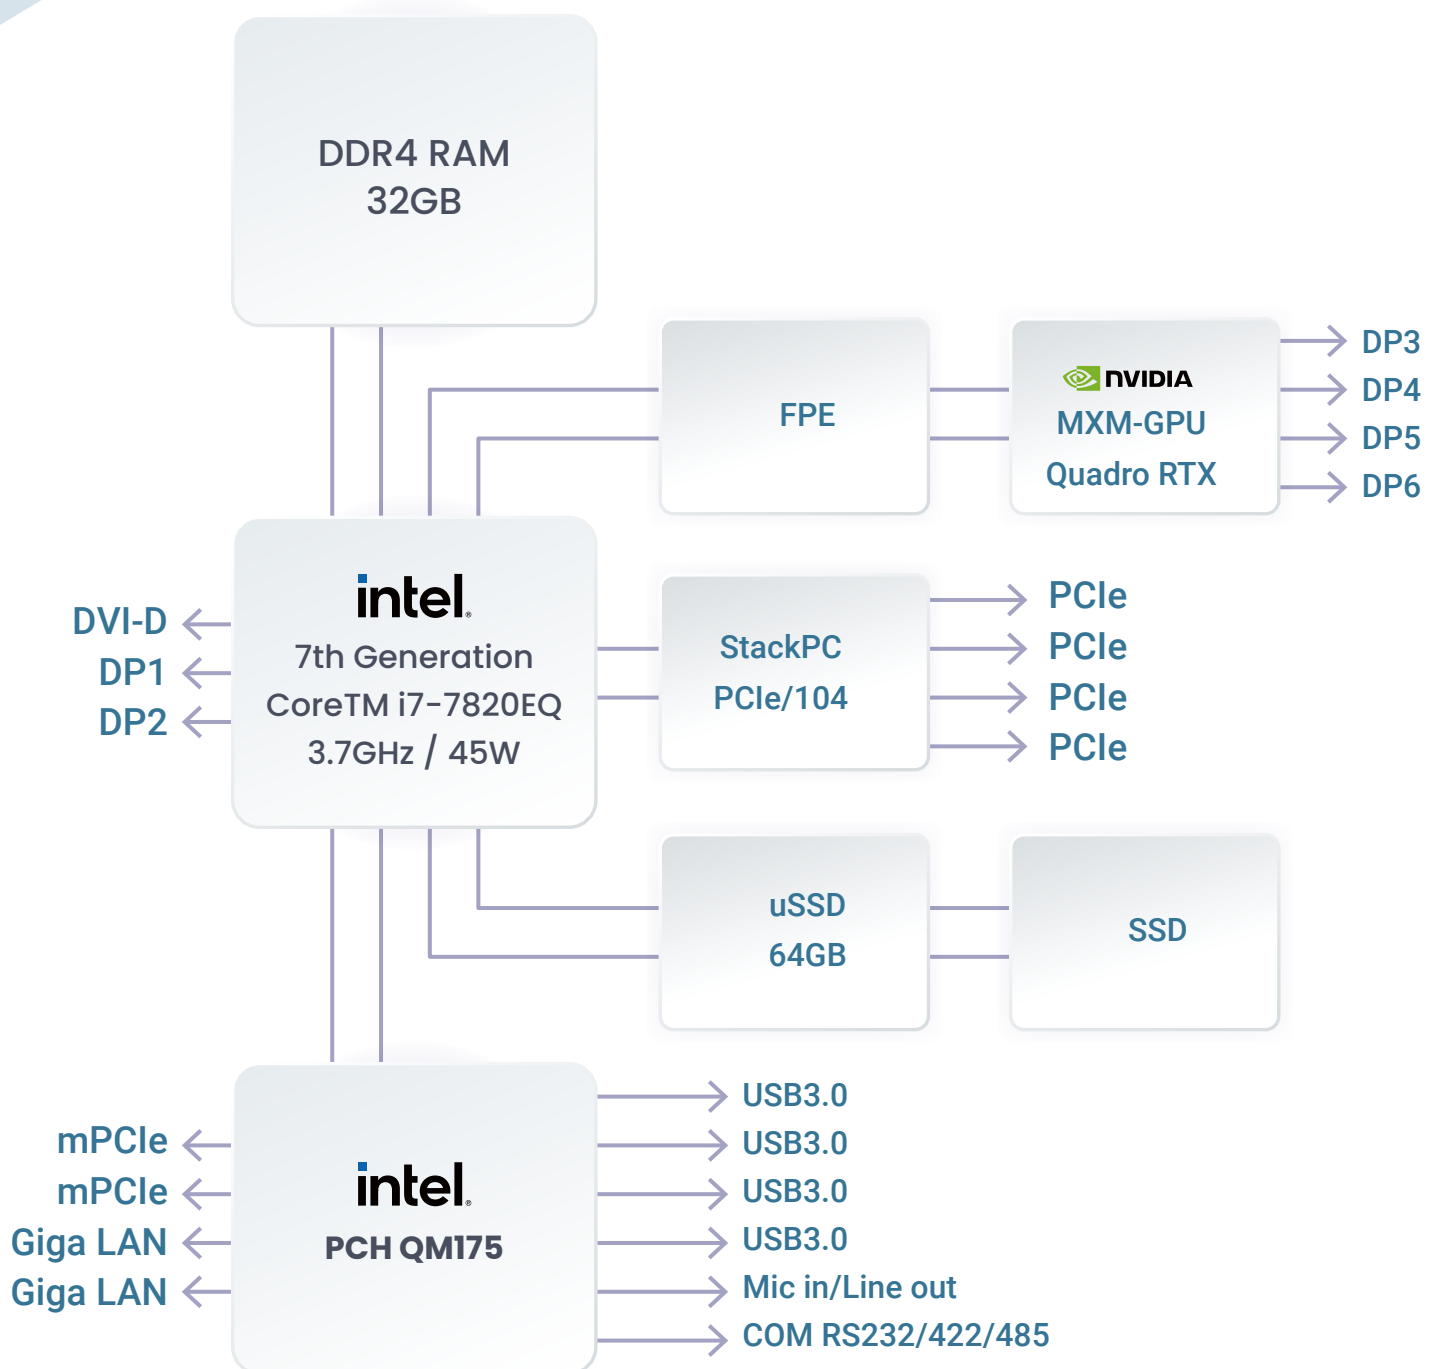 DDR4 RAM
32GB
FPE
NVIDIA
MXM-GPU
Quadro RTX
DP3
DP4
DP5
DP6
DVI-D
DP1
DP2
intel®
7th Generation
CoreTM i7-7820EQ
3.7GHz / 45W
StackPC
PCIe/104
PCIe
PCIe
PCIe
PCIe
uSSD
64GB
SSD
mPCIe
mPCIe
Giga LAN
Giga LAN
intel®
PCH QM175
USB3.0
USB3.0
USB3.0
USB3.0
Mic in/Line out
COM RS232/422/485